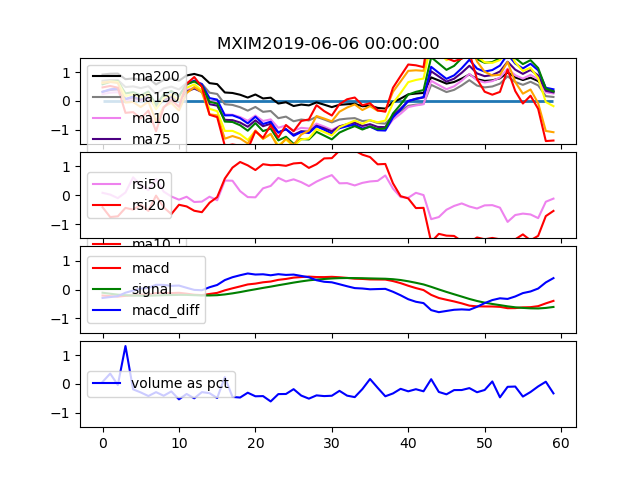 MXIM2019-06-06 00:00:00
1
0
−1
ma200
ma150
ma100
ma75
1
0
−1
rsi50
rsi20
ma10
1
0
−1
macd
signal
macd_diff
1
0
−1
volume as pct
0 10 20 30 40 50 60